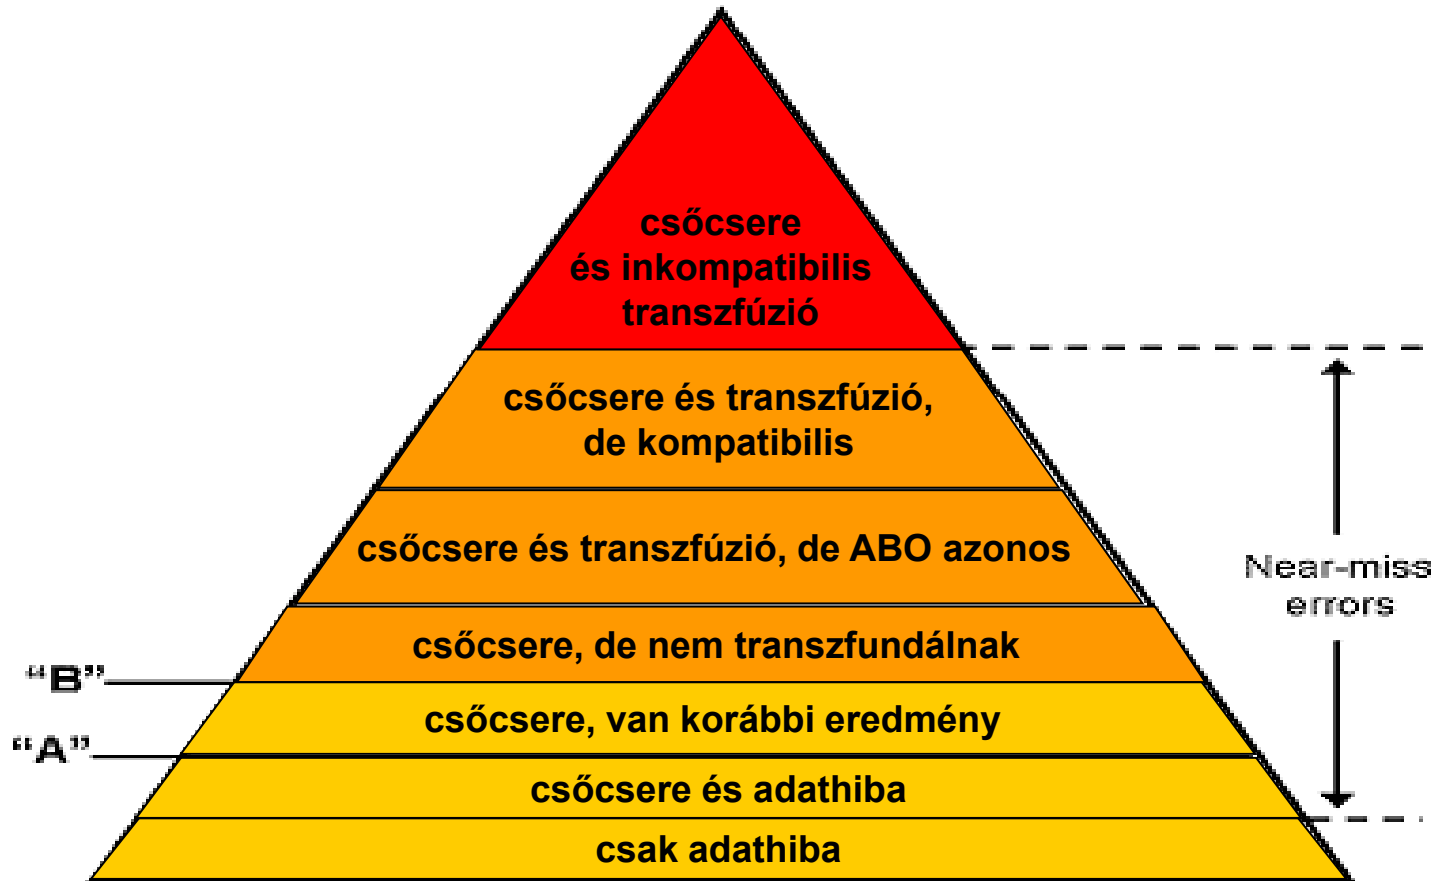 csőcsere
és inkompatibilis
transzfúzió
csőcsere és transzfúzió,
de kompatibilis
csőcsere és transzfúzió, de ABO azonos
Near-miss
errors
csőcsere, de nem transzfundálnak
“B”
csőcsere, van korábbi eredmény
“A”
csőcsere és adathiba
csak adathiba